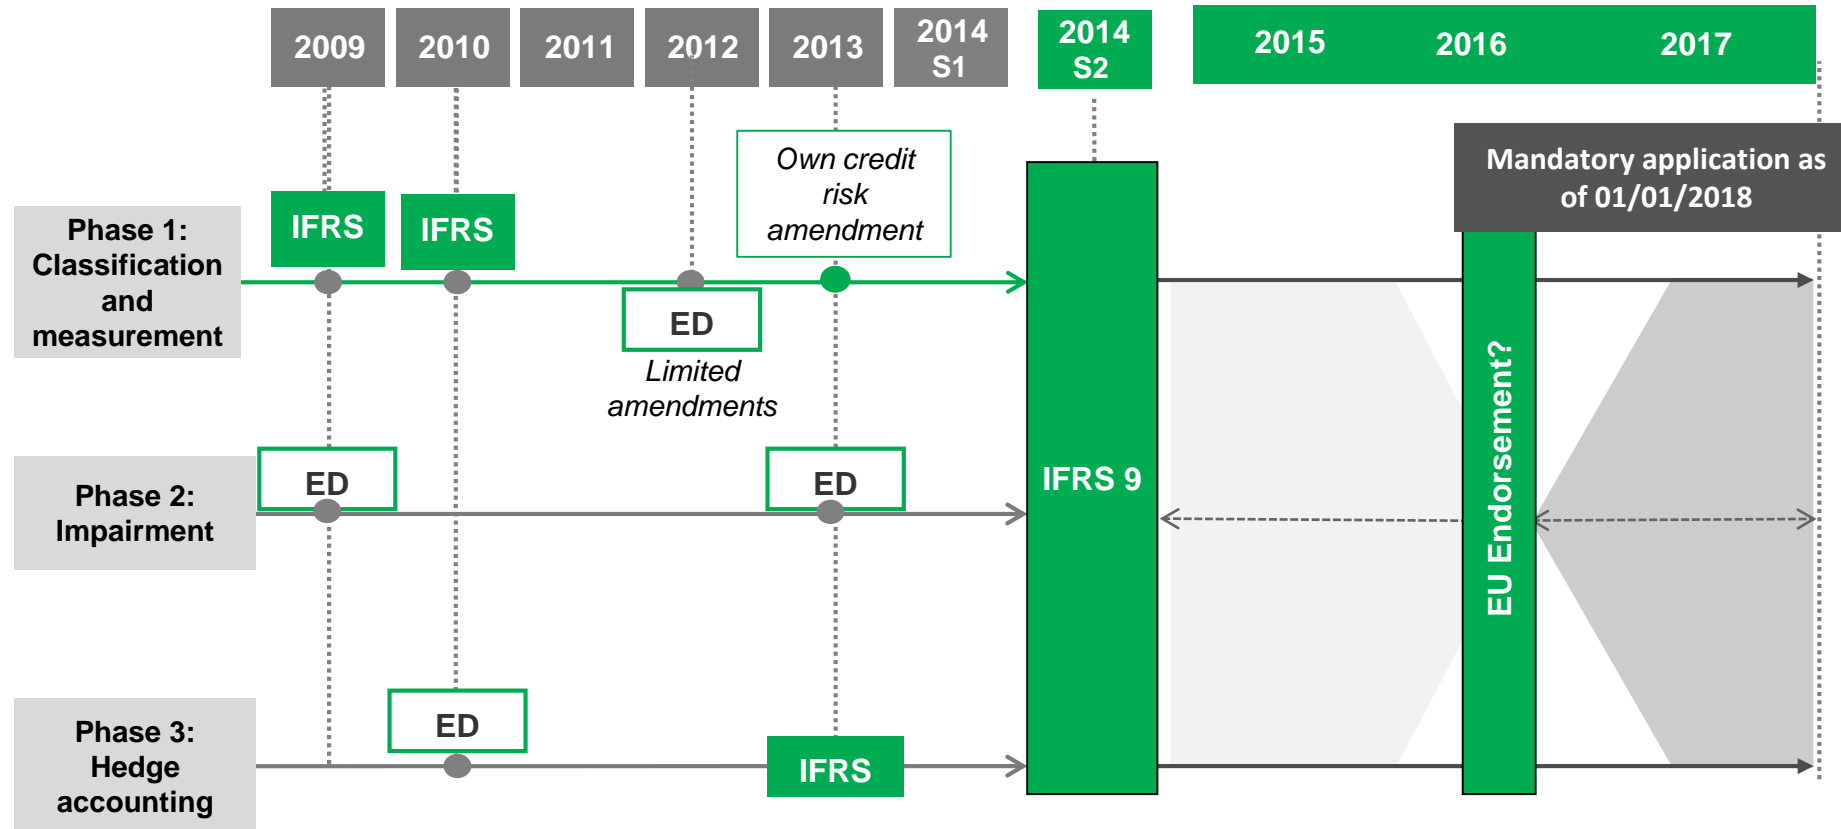 2009
2010
2011
2012
2013
2014
S1
2014
S2
2015
2016
2017
Mandatory application as
of 01/01/2018
Own credit
risk
amendment
IFRS
IFRS
Phase 1:
Classification
and
measurement
ED
Limited
amendments
Phase 2:
Impairment
ED
ED
IFRS 9
EU Endorsement?
Phase 3:
Hedge
accounting
ED
IFRS